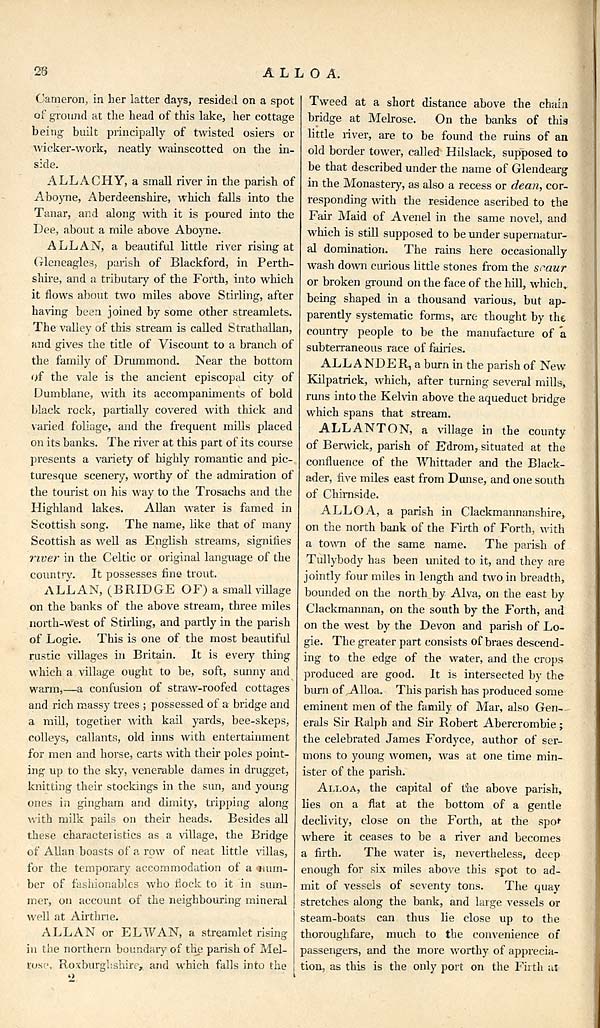 26
ALLOA.
Cameron, in her latter days, resided on a spot
of ground at the head of this lake, her cottage
being built principally of twisted osiers or
wicker-work, neatly wainscotted on the in-
side.
ALLACHY, a small river in the parish of
Aboyne, Aberdeenshire, which falls into the
Tanar, and along with it is poured into the
Dee, about a mile above Aboyne.
ALLAN, a beautiful little river rising at
Gleneagles, parish of Blackford, in Perth-
shire, and a tributary of the Forth, into which
it flows about two miles above Stirling, after
having been joined by some other streamlets.
The valley of this stream is called Strathallan,
and gives the title of Viscount to a branch of
the family of Drummond. Near the bottom
of the vale is the ancient episcopal city of
Dumblane, with its accompaniments of bold
black rock, partially covered with thick and
varied foliage, and the frequent mills placed
on its banks. The river at this part of its course
presents a variety of highly romantic and pic-
turesque scenery, worthy of the admiration of
the tourist on his way to the Trosachs and the
Highland lakes. Allan water is famed in
Scottish song. The name, like that of many
Scottish as well as English streams, signifies
river in the Celtic or original language of the
country. It possesses fine trout.
ALLAN, (BRIDGE OF) a small village
on the banks of the above stream, three miles
north-west of Stirling, and partly in the parish
of Logie. This is one of the most beautiful
rustic villages in Britain. It is every thing
which a village ought to be, soft, sunny and
warm,—a confusion of straw-roofed cottages
and rich massy trees; possessed of a bridge and
a mill, together with kail yards, bee-skeps,
colleys, callants, old inns with entertainment
for men and horse, carts with their poles point-
ing up to the sky, venerable dames in drugget,
knitting their stockings in the sun, and young
ones in gingham and dimity, tripping along
with milk pails on their heads. Besides all
these characteristics as a village, the Bridge
of Allan boasts of a row of neat little villas,
for the temporary accommodation of a num-
ber of fashionables who flock to it in sum-
mer, on account of the neighbouring mineral
well at Airthrie.
ALLAN or ELWAN, a streamlet rising
in the northern boundary of the parish of Mel-
rose, Roxburghshire, and which falls into the
2
Tweed at a short distance above the chain
bridge at Melrose. On the banks of this
little river, are to be found the ruins of an
old border tower, called Hilslack, supposed to
be that described under the name of Glendearg
in the Monastery, as also a recess or dean, cor-
responding with the residence ascribed to the
Fair Maid of Avenel in the same novel, and
which is still supposed to be under supernatur-
al domination. The rains here occasionally
wash down curious little stones from the scaur
or broken ground on the face of the hill, which,
being shaped in a thousand various, but ap-
parently systematic forms, are thought by the
country people to be the manufacture of a
subterraneous race of fairies.
ALLANDER, a burn in the parish of New
Kilpatrick, which, after turning several mills,
runs into the Kelvin above the aqueduct bridge
which spans that stream.
ALLANTON, a village in the county
of Berwick, parish of Edrom, situated at the
confluence of the Whittader and the Black-
ader, five miles east from Dunse, and one south
of Chirnside.
ALLOA, a parish in Clackmannanshire,
on the north bank of the Firth of Forth, with
a town of the same name. The parish of
Tullybody has been united to it, and they are
jointly four miles in length and two in breadth,
bounded on the north by Alva, on the east by
Clackmannan, on the south by the Forth, and
on the west by the Devon and parish of Lo-
gie. The greater part consists of braes descend-
ing to the edge of the water, and the crops
produced are good. It is intersected by the
burn of Alloa. This parish has produced some
eminent men of the family of Mar, also Gen-
erals Sir Ralph and Sir Robert Abercrombie;
the celebrated James Fordyce, author of ser-
mons to young women, was at one time min-
ister of the parish.
ALLOA, the capital of the above parish,
lies on a flat at the bottom of a gentle
declivity, close on the Forth, at the spot
where it ceases to be a river and becomes
a firth. The water is, nevertheless, deep
enough for six miles above this spot to ad-
mit of vessels of seventy tons. The quay
stretches along the bank, and large vessels or
steam-boats can thus lie close up to the
thoroughfare, much to the convenience of
passengers, and the more worthy of apprecia-
tion, as this is the only port on the Firth at